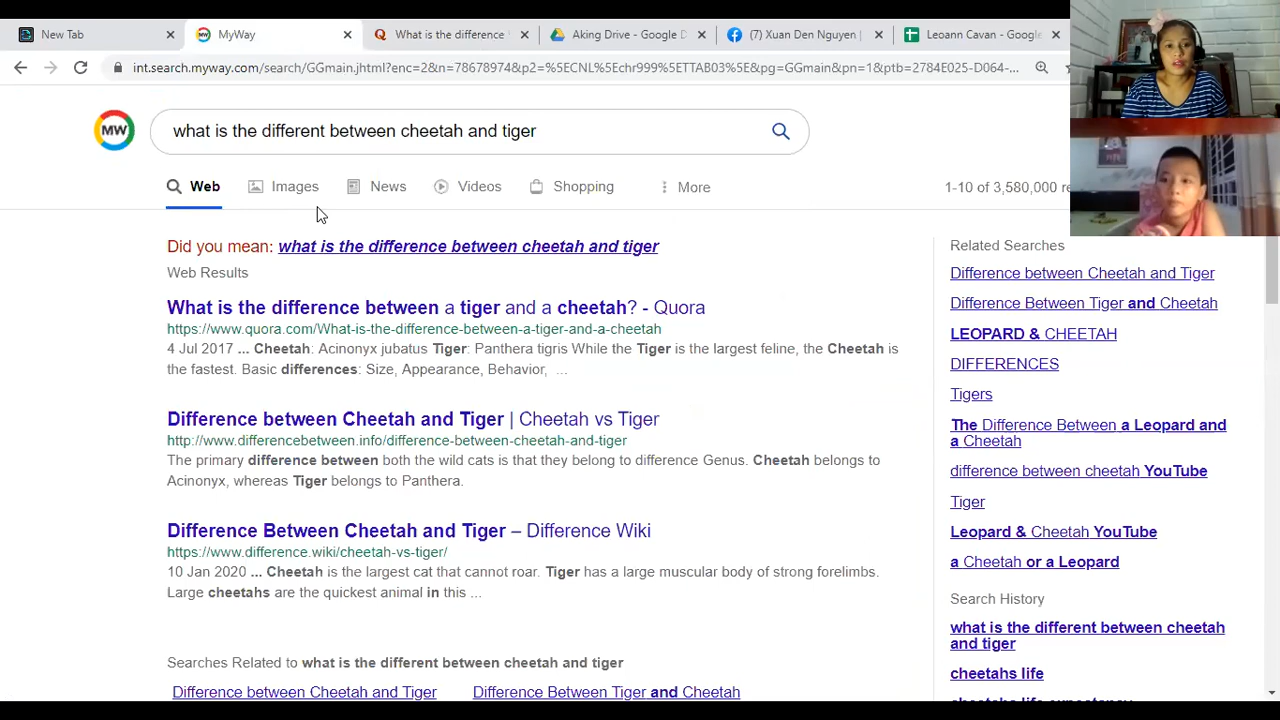 New Tab
MyWay
What is the difference
Aking Drive - Google D
(7) Xuan Den Nguyen |
Leoann Cavan - Google
int.search.myway.com/search/GGmain.jhtml?enc=2&n=78678974&p2=%5ECNL%5Echr999%5ETTAB03%5E&pg=GGmain&pn=1&ptb=2784E025-D064-...
MW
what is the different between cheetah and tiger
Web
Images
News
Videos
Shopping
More
1-10 of 3,580,000 re
Did you mean: what is the difference between cheetah and tiger
Web Results
What is the difference between a tiger and a cheetah? - Quora
https://www.quora.com/What-is-the-difference-between-a-tiger-and-a-cheetah
4 Jul 2017 ... Cheetah: Acinonyx jubatus Tiger: Panthera tigris While the Tiger is the largest feline, the Cheetah is
the fastest. Basic differences: Size, Appearance, Behavior, ...
Difference between Cheetah and Tiger | Cheetah vs Tiger
http://www.differencebetween.info/difference-between-cheetah-and-tiger
The primary difference between both the wild cats is that they belong to difference Genus. Cheetah belongs to
Acinonyx, whereas Tiger belongs to Panthera.
Difference Between Cheetah and Tiger – Difference Wiki
https://www.difference.wiki/cheetah-vs-tiger/
10 Jan 2020 ... Cheetah is the largest cat that cannot roar. Tiger has a large muscular body of strong forelimbs.
Large cheetahs are the quickest animal in this ...
Searches Related to what is the different between cheetah and tiger
Difference between Cheetah and Tiger
Difference Between Tiger and Cheetah
Related Searches
Difference between Cheetah and Tiger
Difference Between Tiger and Cheetah
LEOPARD & CHEETAH
DIFFERENCES
Tigers
The Difference Between a Leopard and
a Cheetah
difference between cheetah YouTube
Tiger
Leopard & Cheetah YouTube
a Cheetah or a Leopard
Search History
what is the different between cheetah
and tiger
cheetahs life
cheetahs life expectancy